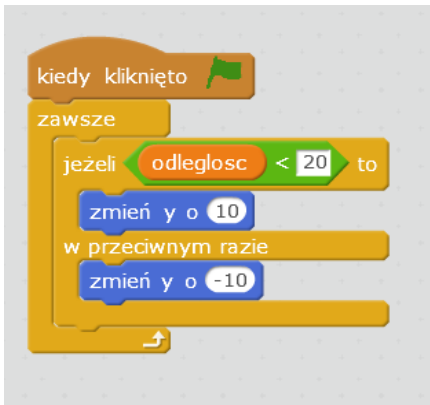 kiedy kliknięto
zawsze
jeżeli odleglosc < 20 to
zmień y o 10
w przeciwnym razie
zmień y o -10